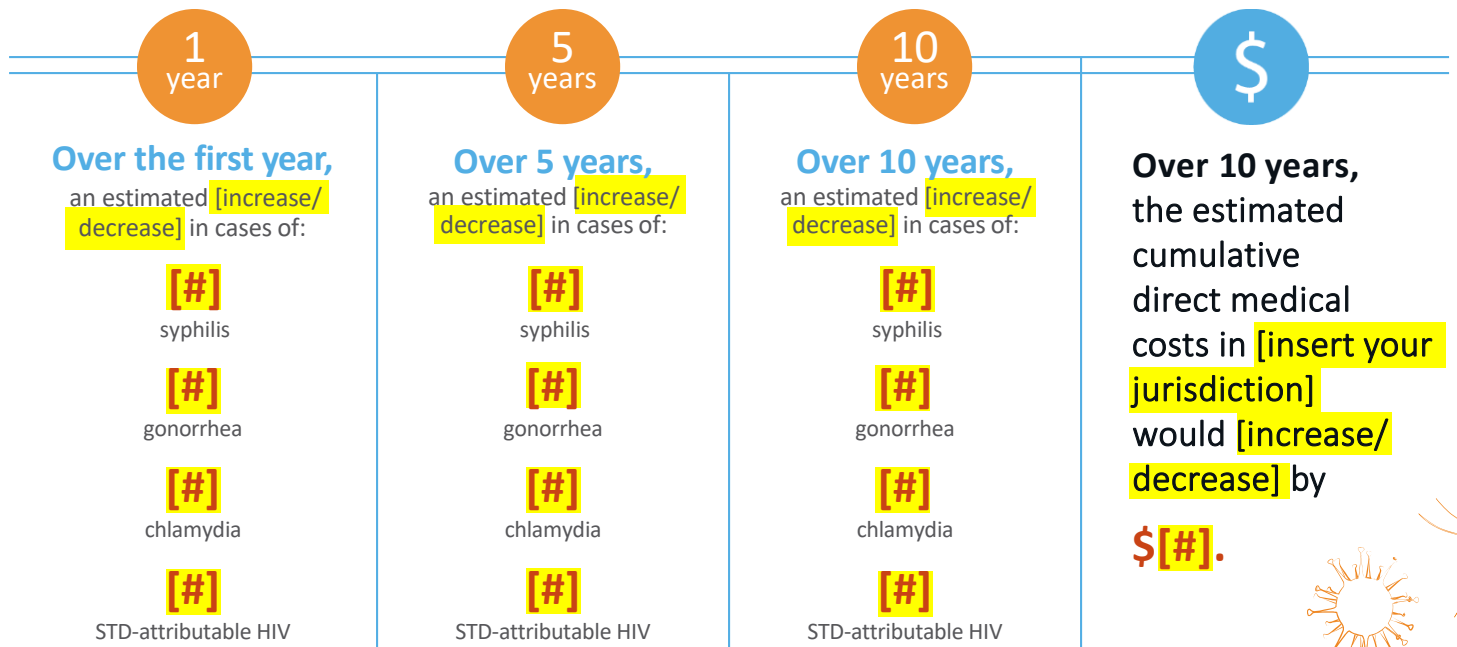 1
year
Over the first year,
an estimated [increase/
decrease] in cases of:
[#]
syphilis
[#]
gonorrhea
[#]
chlamydia
[#]
STD-attributable HIV
5
years
Over 5 years,
an estimated [increase/
decrease] in cases of:
[#]
syphilis
[#]
gonorrhea
[#]
chlamydia
[#]
STD-attributable HIV
10
years
Over 10 years,
an estimated [increase/
decrease] in cases of:
[#]
syphilis
[#]
gonorrhea
[#]
chlamydia
[#]
STD-attributable HIV
$
Over 10 years,
the estimated
cumulative
direct medical
costs in [insert your
jurisdiction]
would [increase/
decrease] by
$[#].